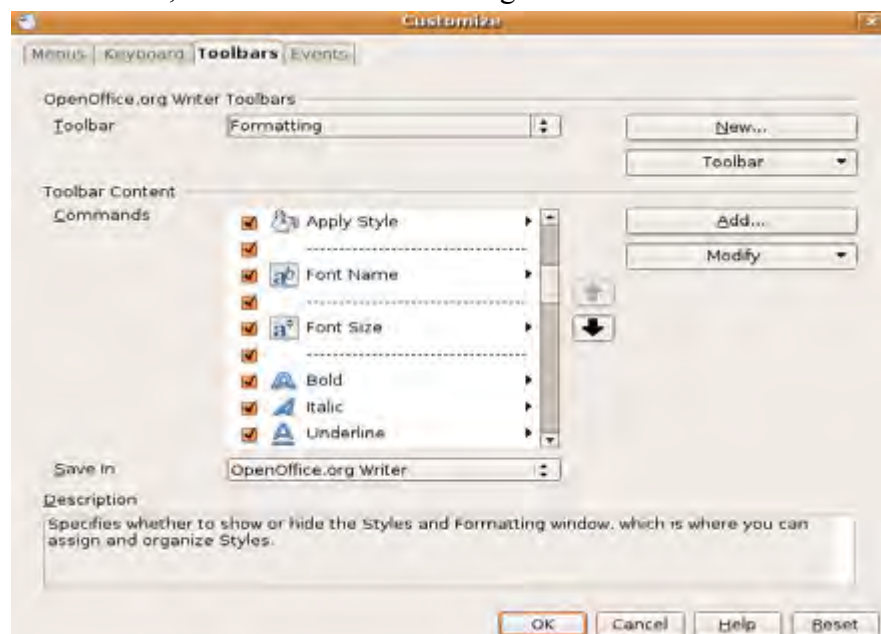 Customize
Menus Keyboard Toolbars Events
OpenOffice.org Writer Toolbars
Toolbar Formatting New...
Toolbar
Toolbar Content
Commands Apply Style Add...
Modify
Font Name
Font Size
Bold
Italic
Underline
Save In OpenOffice.org Writer
Description
Specifies whether to show or hide the Styles and Formatting window, which is where you can
assign and organize Styles.
OK Cancel Help Reset